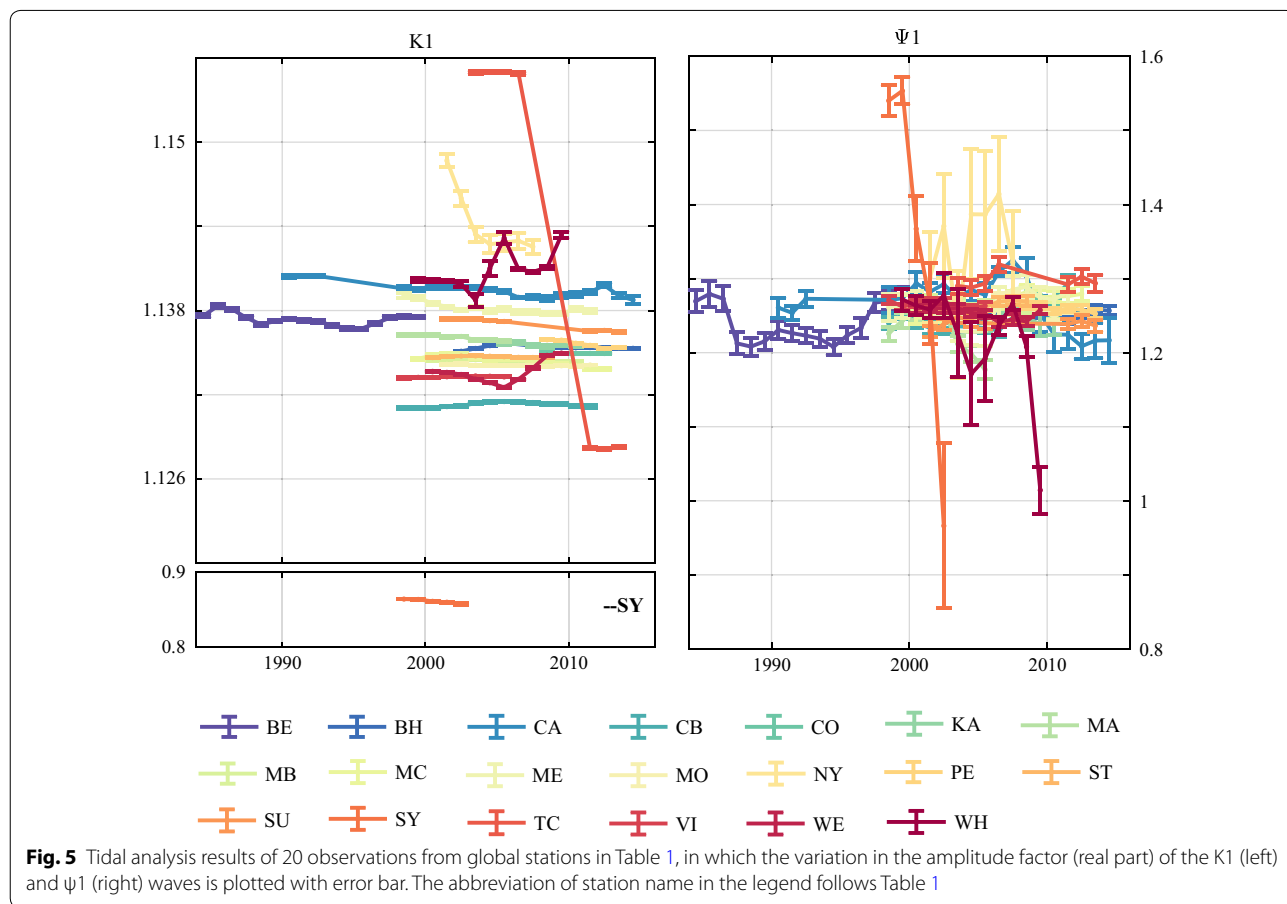 K1
Ψ1
1.15
1.138
1.126
0.9
0.8
--SY
1990
2000
2010
1.6
1.4
1.2
1
0.8
1990
2000
2010
BE BH CA CB CO KA MA
MB MC ME MO NY PE ST
SU SY TC VI WE WH
Fig. 5 Tidal analysis results of 20 observations from global stations in Table 1, in which the variation in the amplitude factor (real part) of the K1 (left)
and ψ1 (right) waves is plotted with error bar. The abbreviation of station name in the legend follows Table 1